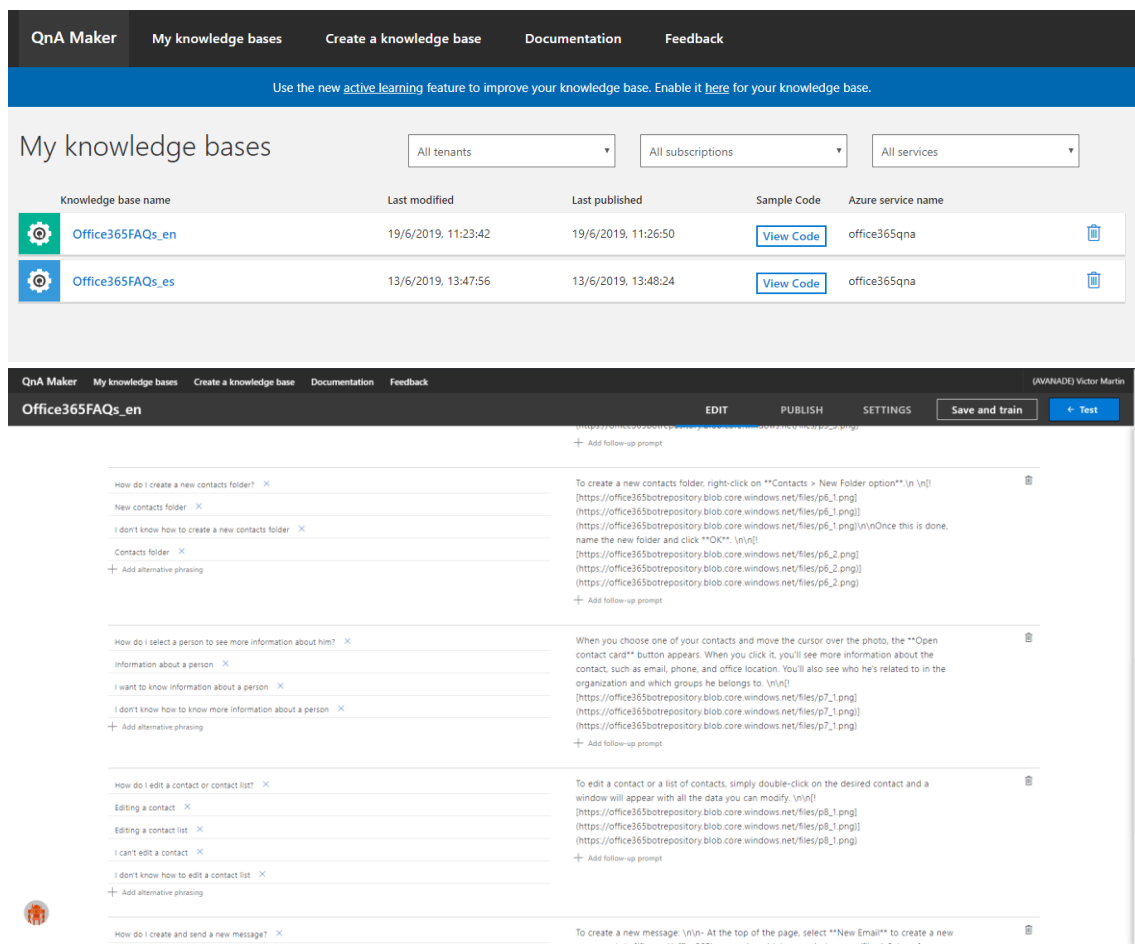 QnA Maker My knowledge bases Create a knowledge base Documentation Feedback
Use the new active learning feature to improve your knowledge base. Enable it here for your knowledge base.
My knowledge bases All tenants All subscriptions All services
Knowledge base name Last modified Last published Sample Code Azure service name
Office365FAQs_en 19/6/2019, 11:23:42 19/6/2019, 11:26:50 View Code office365qna
Office365FAQs_es 13/6/2019, 13:47:56 13/6/2019, 13:48:24 View Code office365qna
QnA Maker My knowledge bases Create a knowledge base Documentation Feedback (AVANADE) Victor Martin
Office365FAQs_en EDIT PUBLISH SETTINGS Save and train ← Test
Add follow-up prompt
How do I create a new contacts folder?
New contacts folder
I don't know how to create a new contacts folder
Contacts folder
Add alternative phrasing
To create a new contacts folder, right-click on **Contacts > New Folder option**.\n \n[!
[https://office365botrepository.blob.core.windows.net/files/p6_1.png]
(https://office365botrepository.blob.core.windows.net/files/p6_1.png)]
(https://office365botrepository.blob.core.windows.net/files/p6_1.png)\n\nOnce this is done,
name the new folder and click **OK**. \n\n[!
[https://office365botrepository.blob.core.windows.net/files/p6_2.png]
(https://office365botrepository.blob.core.windows.net/files/p6_2.png)]
(https://office365botrepository.blob.core.windows.net/files/p6_2.png)
Add follow-up prompt
How do I select a person to see more information about him?
Information about a person
I want to know information about a person
I don't know how to know more information about a person
Add alternative phrasing
When you choose one of your contacts and move the cursor over the photo, the **Open
contact card** button appears. When you click it, you'll see more information about the
contact, such as email, phone, and office location. You'll also see who he's related to in the
organization and which groups he belongs to. \n\n[!
[https://office365botrepository.blob.core.windows.net/files/p7_1.png]
(https://office365botrepository.blob.core.windows.net/files/p7_1.png)]
(https://office365botrepository.blob.core.windows.net/files/p7_1.png)
Add follow-up prompt
How do I edit a contact or contact list?
Editing a contact
Editing a contact list
I can't edit a contact
I don't know how to edit a contact list
Add alternative phrasing
To edit a contact or a list of contacts, simply double-click on the desired contact and a
window will appear with all the data you can modify. \n\n[!
[https://office365botrepository.blob.core.windows.net/files/p8_1.png]
(https://office365botrepository.blob.core.windows.net/files/p8_1.png)]
(https://office365botrepository.blob.core.windows.net/files/p8_1.png)
Add follow-up prompt
How do I create and send a new message?
To create a new message: \n\n- At the top of the page, select **New Email** to create a new